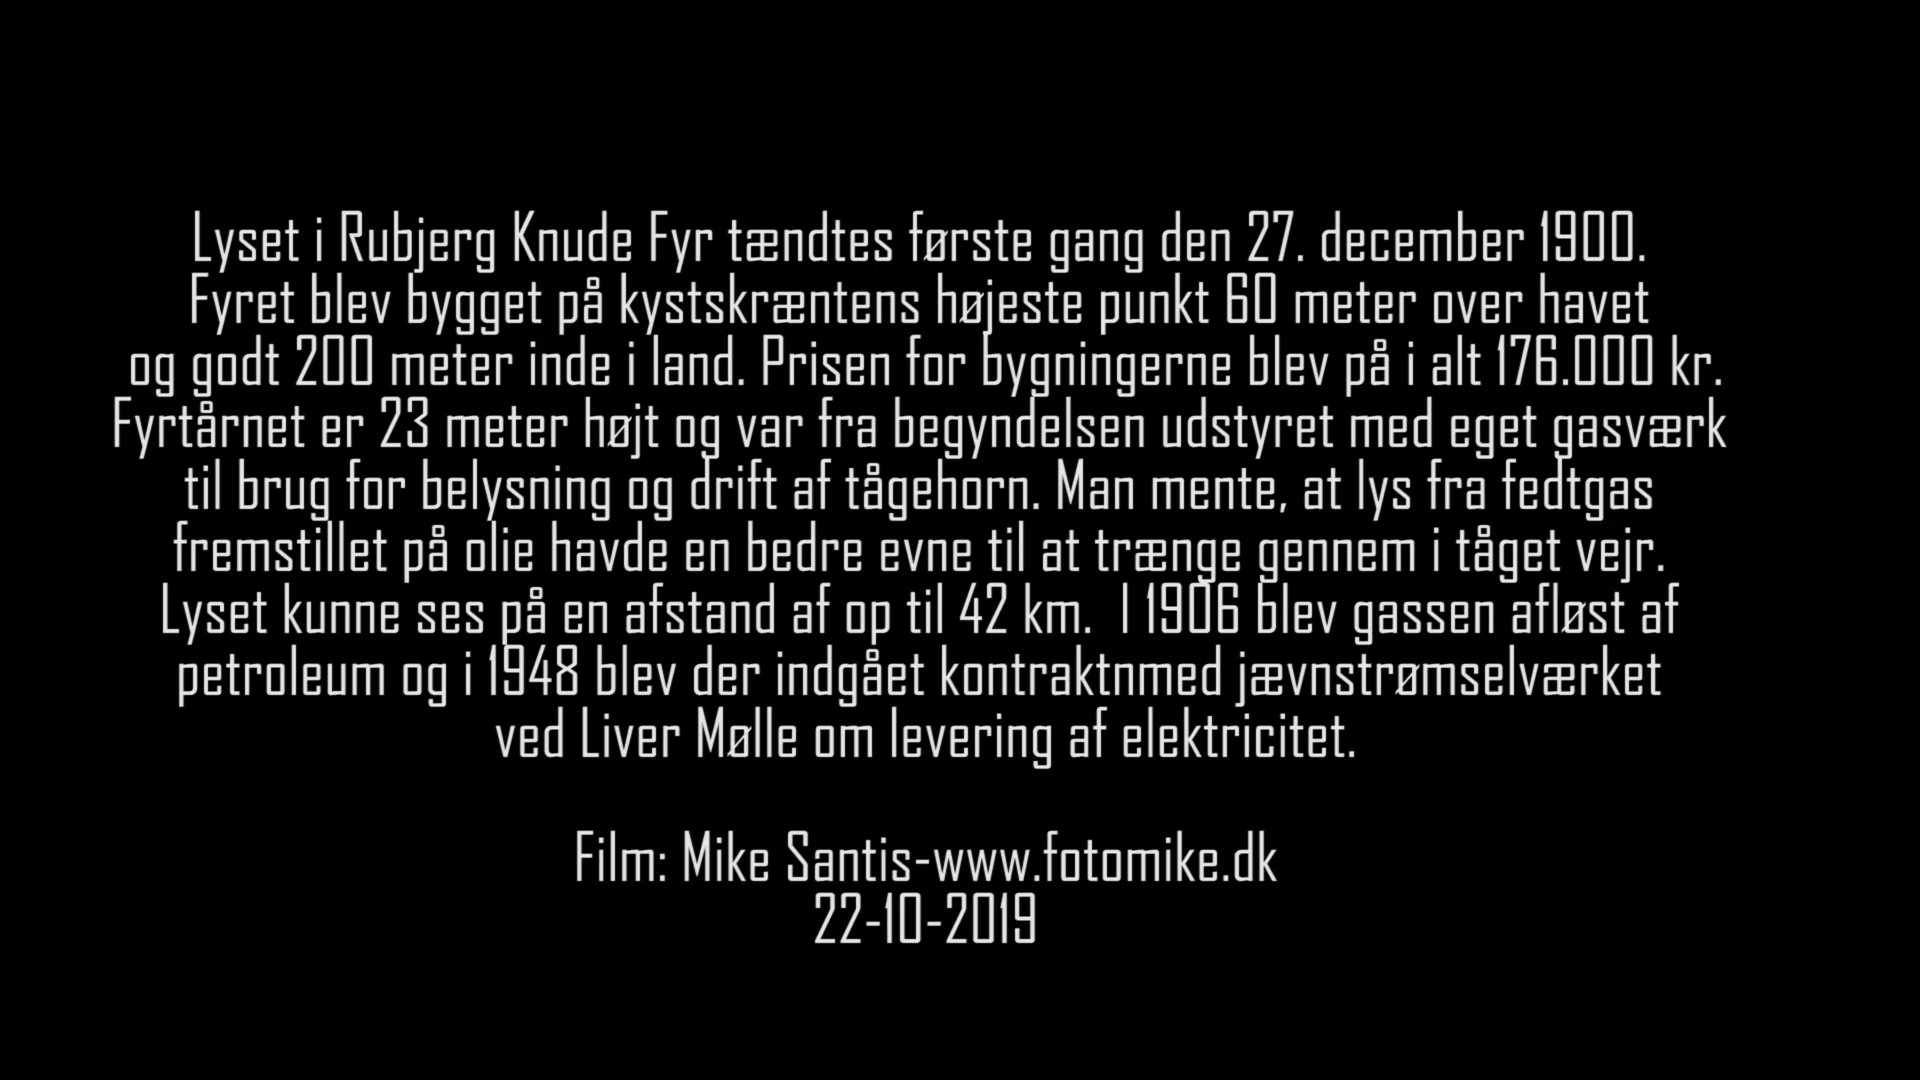 Lyset i Rubjerg Knude Fyr tændtes første gang den 27. december 1900.
Fyret blev bygget på kystskræntens højeste punkt 60 meter over havet
og godt 200 meter inde i land. Prisen for bygningerne blev på i alt 176.000 kr.
Fyrtårnet er 23 meter højt og var fra begyndelsen udstyret med eget gasværk
til brug for belysning og drift af tågehorn. Man mente, at lys fra fedtgas
fremstillet på olie havde en bedre evne til at trænge gennem i tåget vejr.
Lyset kunne ses på en afstand af op til 42 km.  I 1906 blev gassen afløst af
petroleum og i 1948 blev der indgået kontraktnmed jævnstrømselværket
ved Liver Mølle om levering af elektricitet.
Film: Mike Santis-www.fotomike.dk
22-10-2019